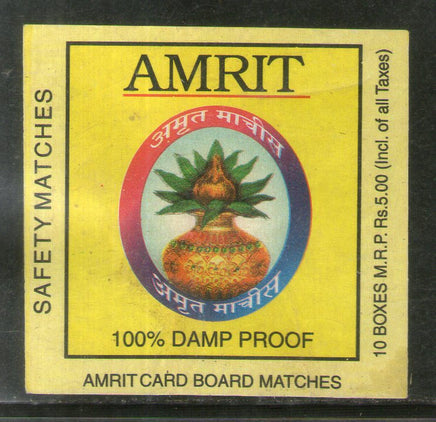 AMRIT
अमृत माचीस
अमृत माचीस
100% DAMP PROOF
AMRIT CARD BOARD MATCHES
SAFETY MATCHES
10 BOXES M.R.P. Rs.5.00 (Incl. of all Taxes)